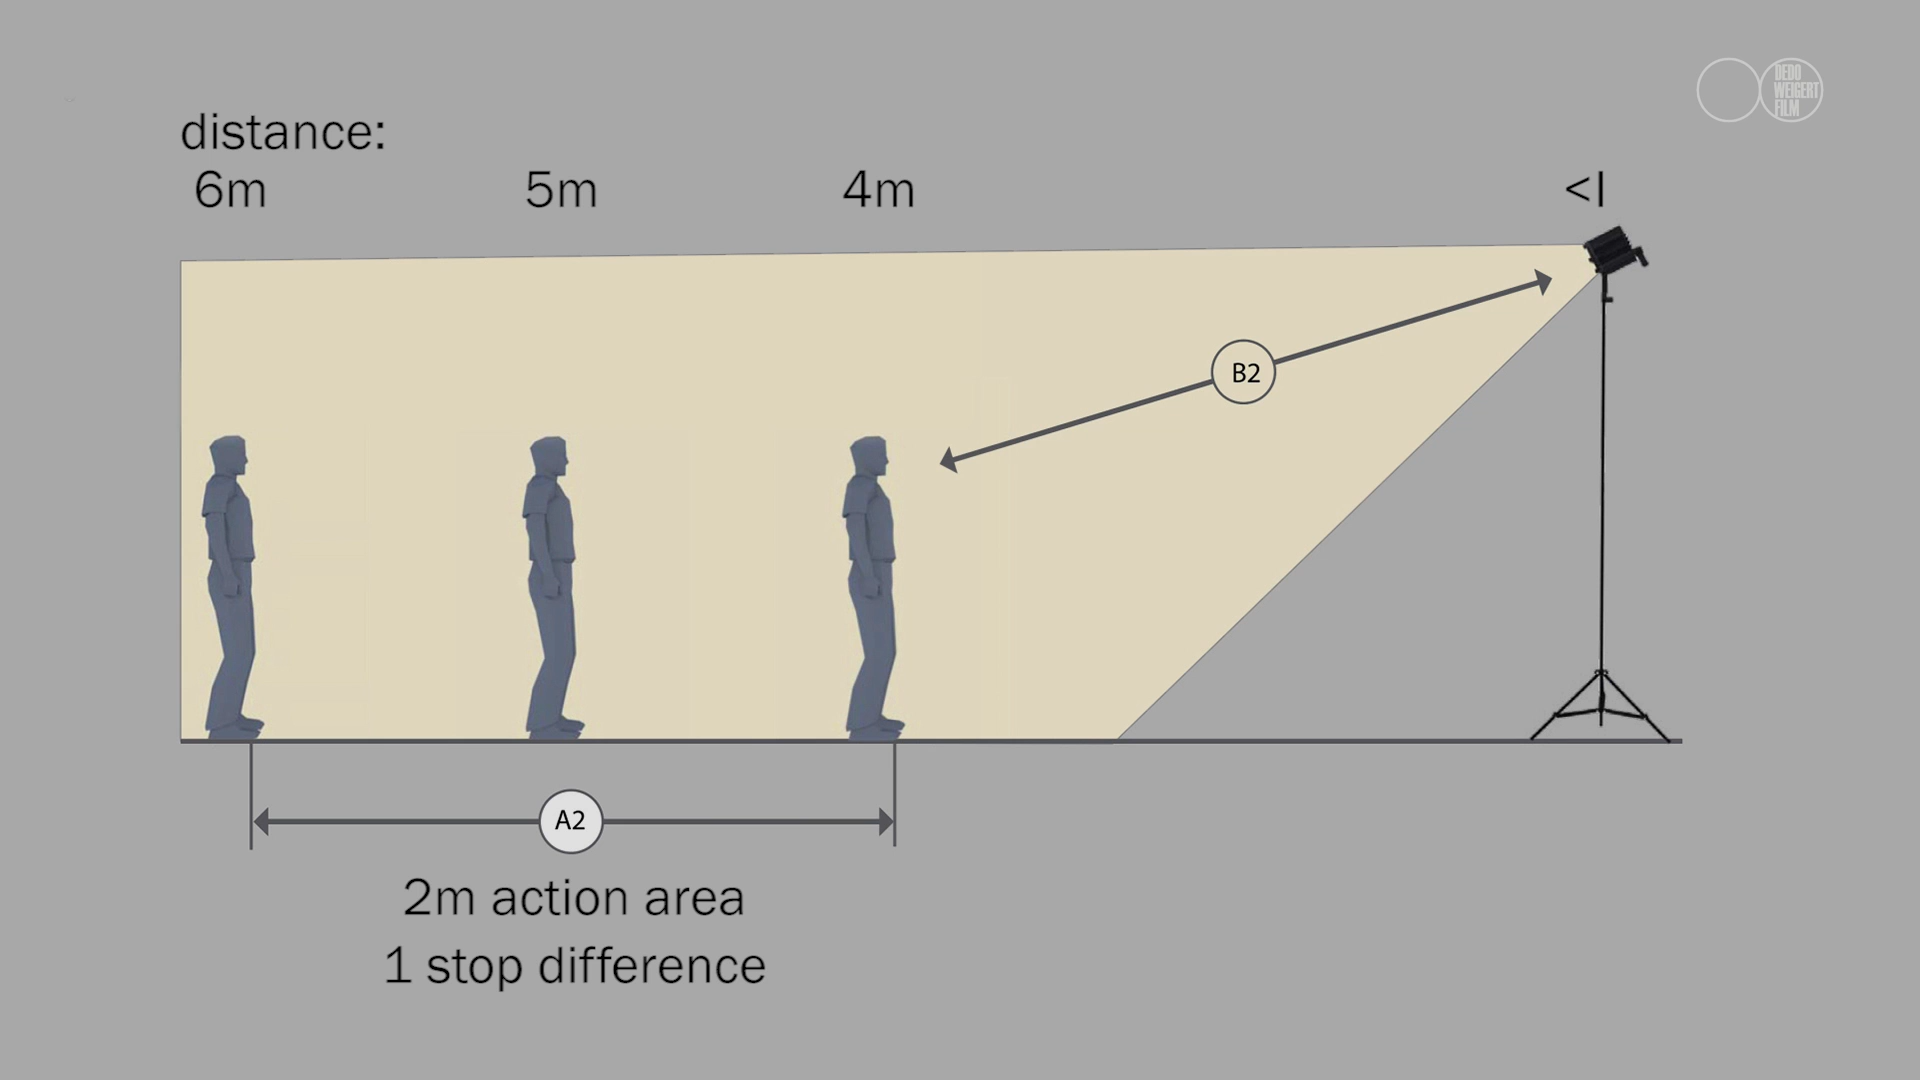 DEDO
WEIGERT
FILM
distance:
6m 5m 4m <|
B2
A2
2m action area
1 stop difference